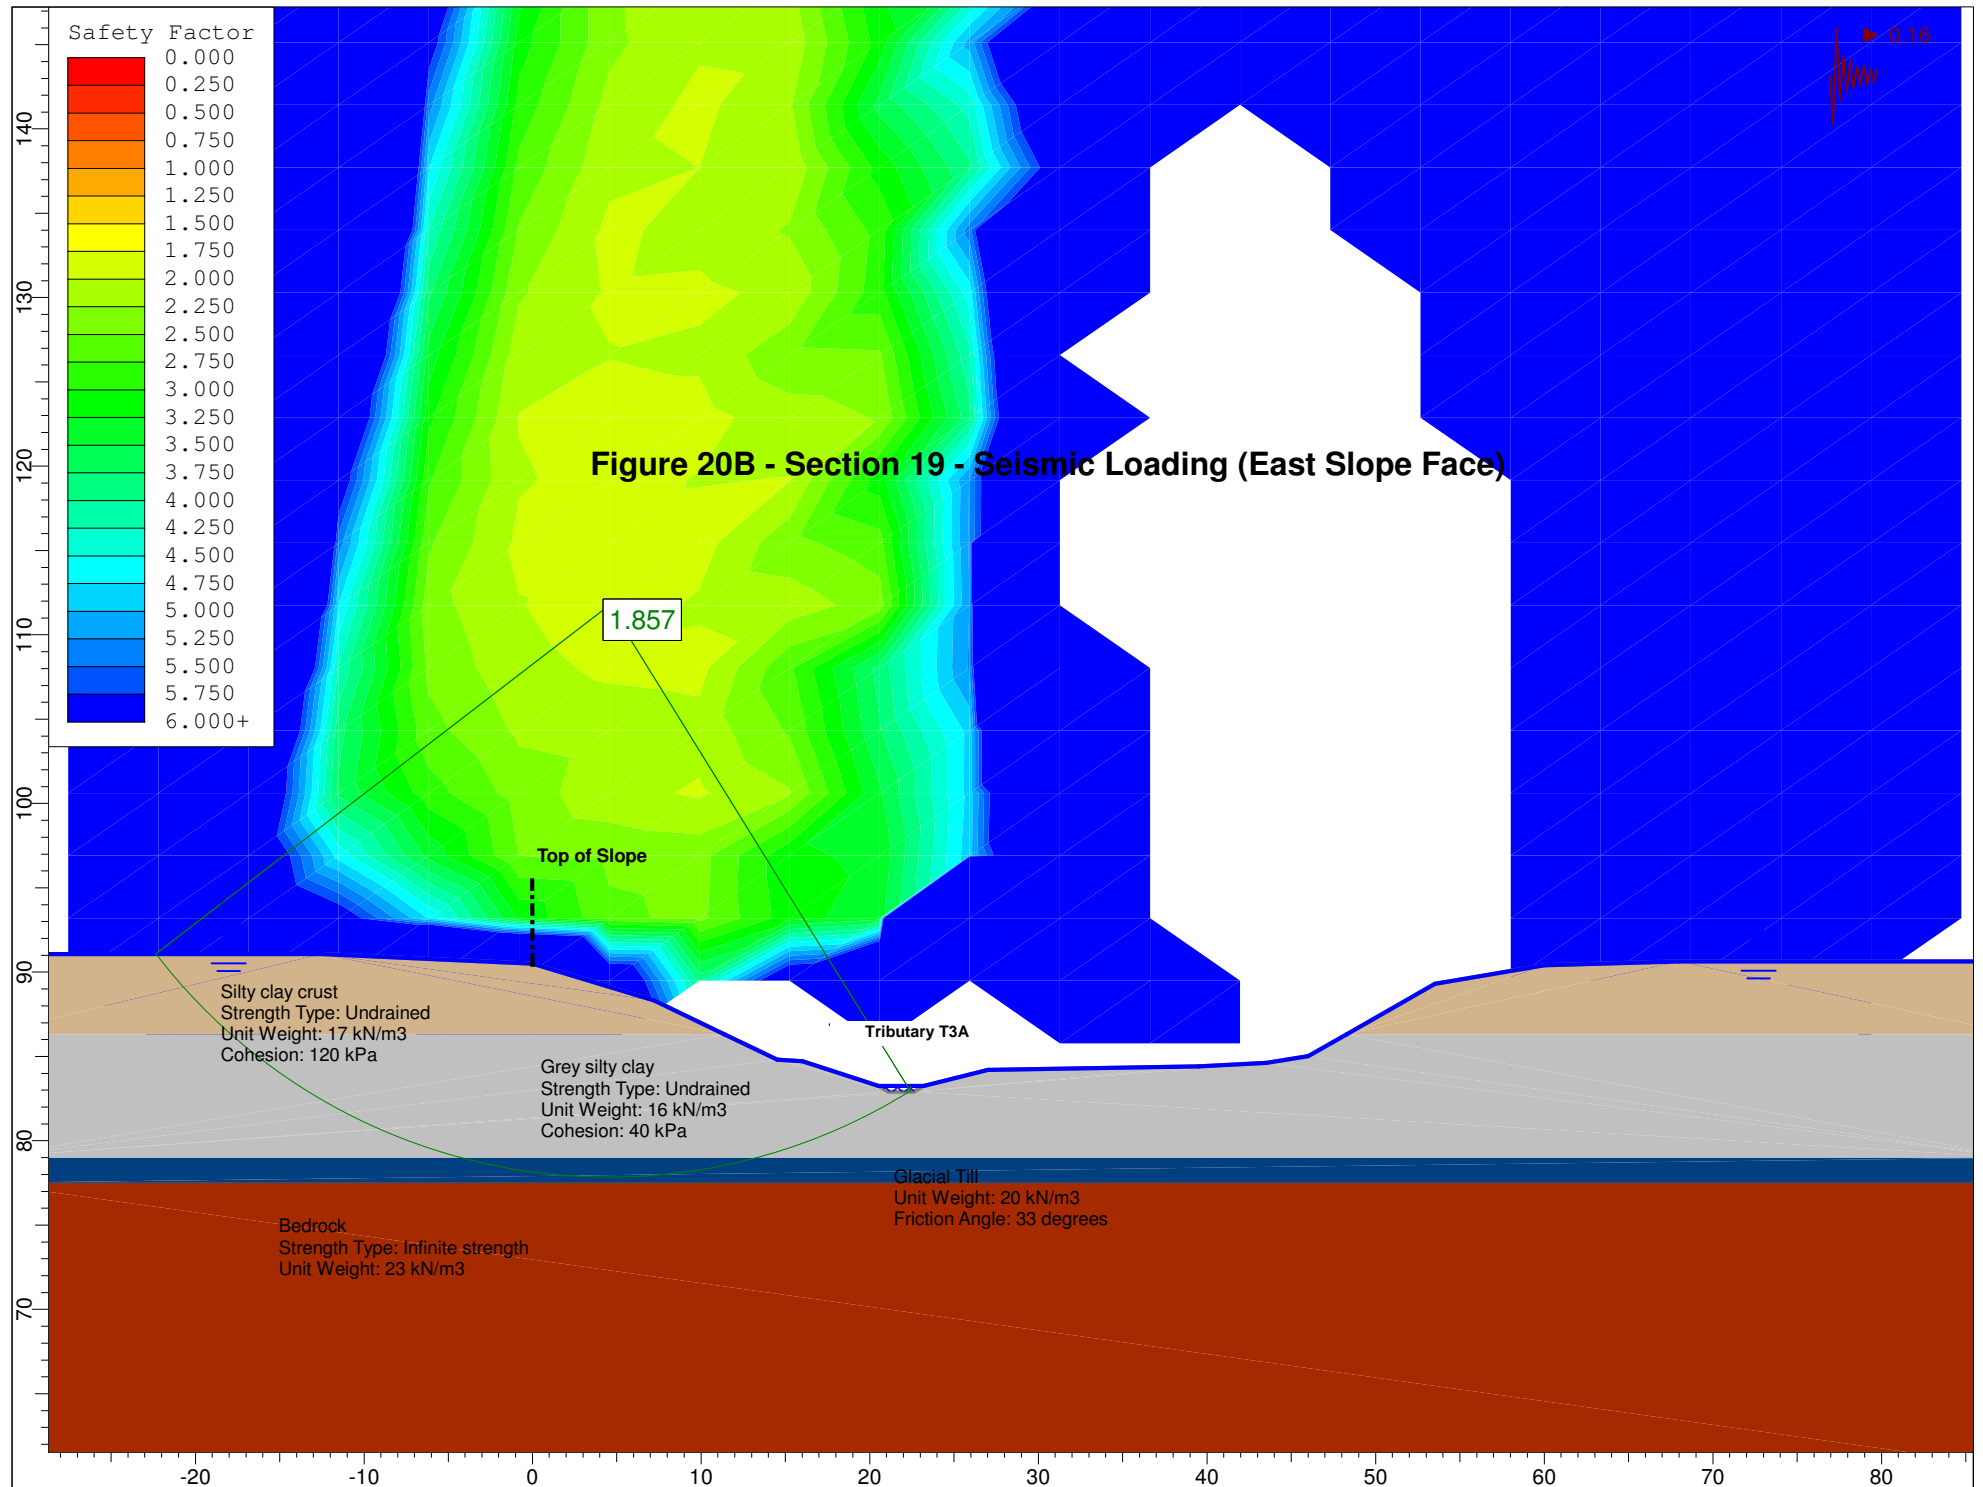 Safety Factor
0.000
0.250
0.500
0.750
1.000
1.250
1.500
1.750
2.000
2.250
2.500
2.750
3.000
3.250
3.500
3.750
4.000
4.250
4.500
4.750
5.000
5.250
5.500
5.750
6.000+
0.16
140
130
120
110
100
90
80
70
Figure 20B - Section 19 - Seismic Loading (East Slope Face)
1.857
Top of Slope
Tributary T3A
Silty clay crust
Strength Type: Undrained
Unit Weight: 17 kN/m3
Cohesion: 120 kPa
Grey silty clay
Strength Type: Undrained
Unit Weight: 16 kN/m3
Cohesion: 40 kPa
Glacial Till
Unit Weight: 20 kN/m3
Friction Angle: 33 degrees
Bedrock
Strength Type: Infinite strength
Unit Weight: 23 kN/m3
-20 -10 0 10 20 30 40 50 60 70 80